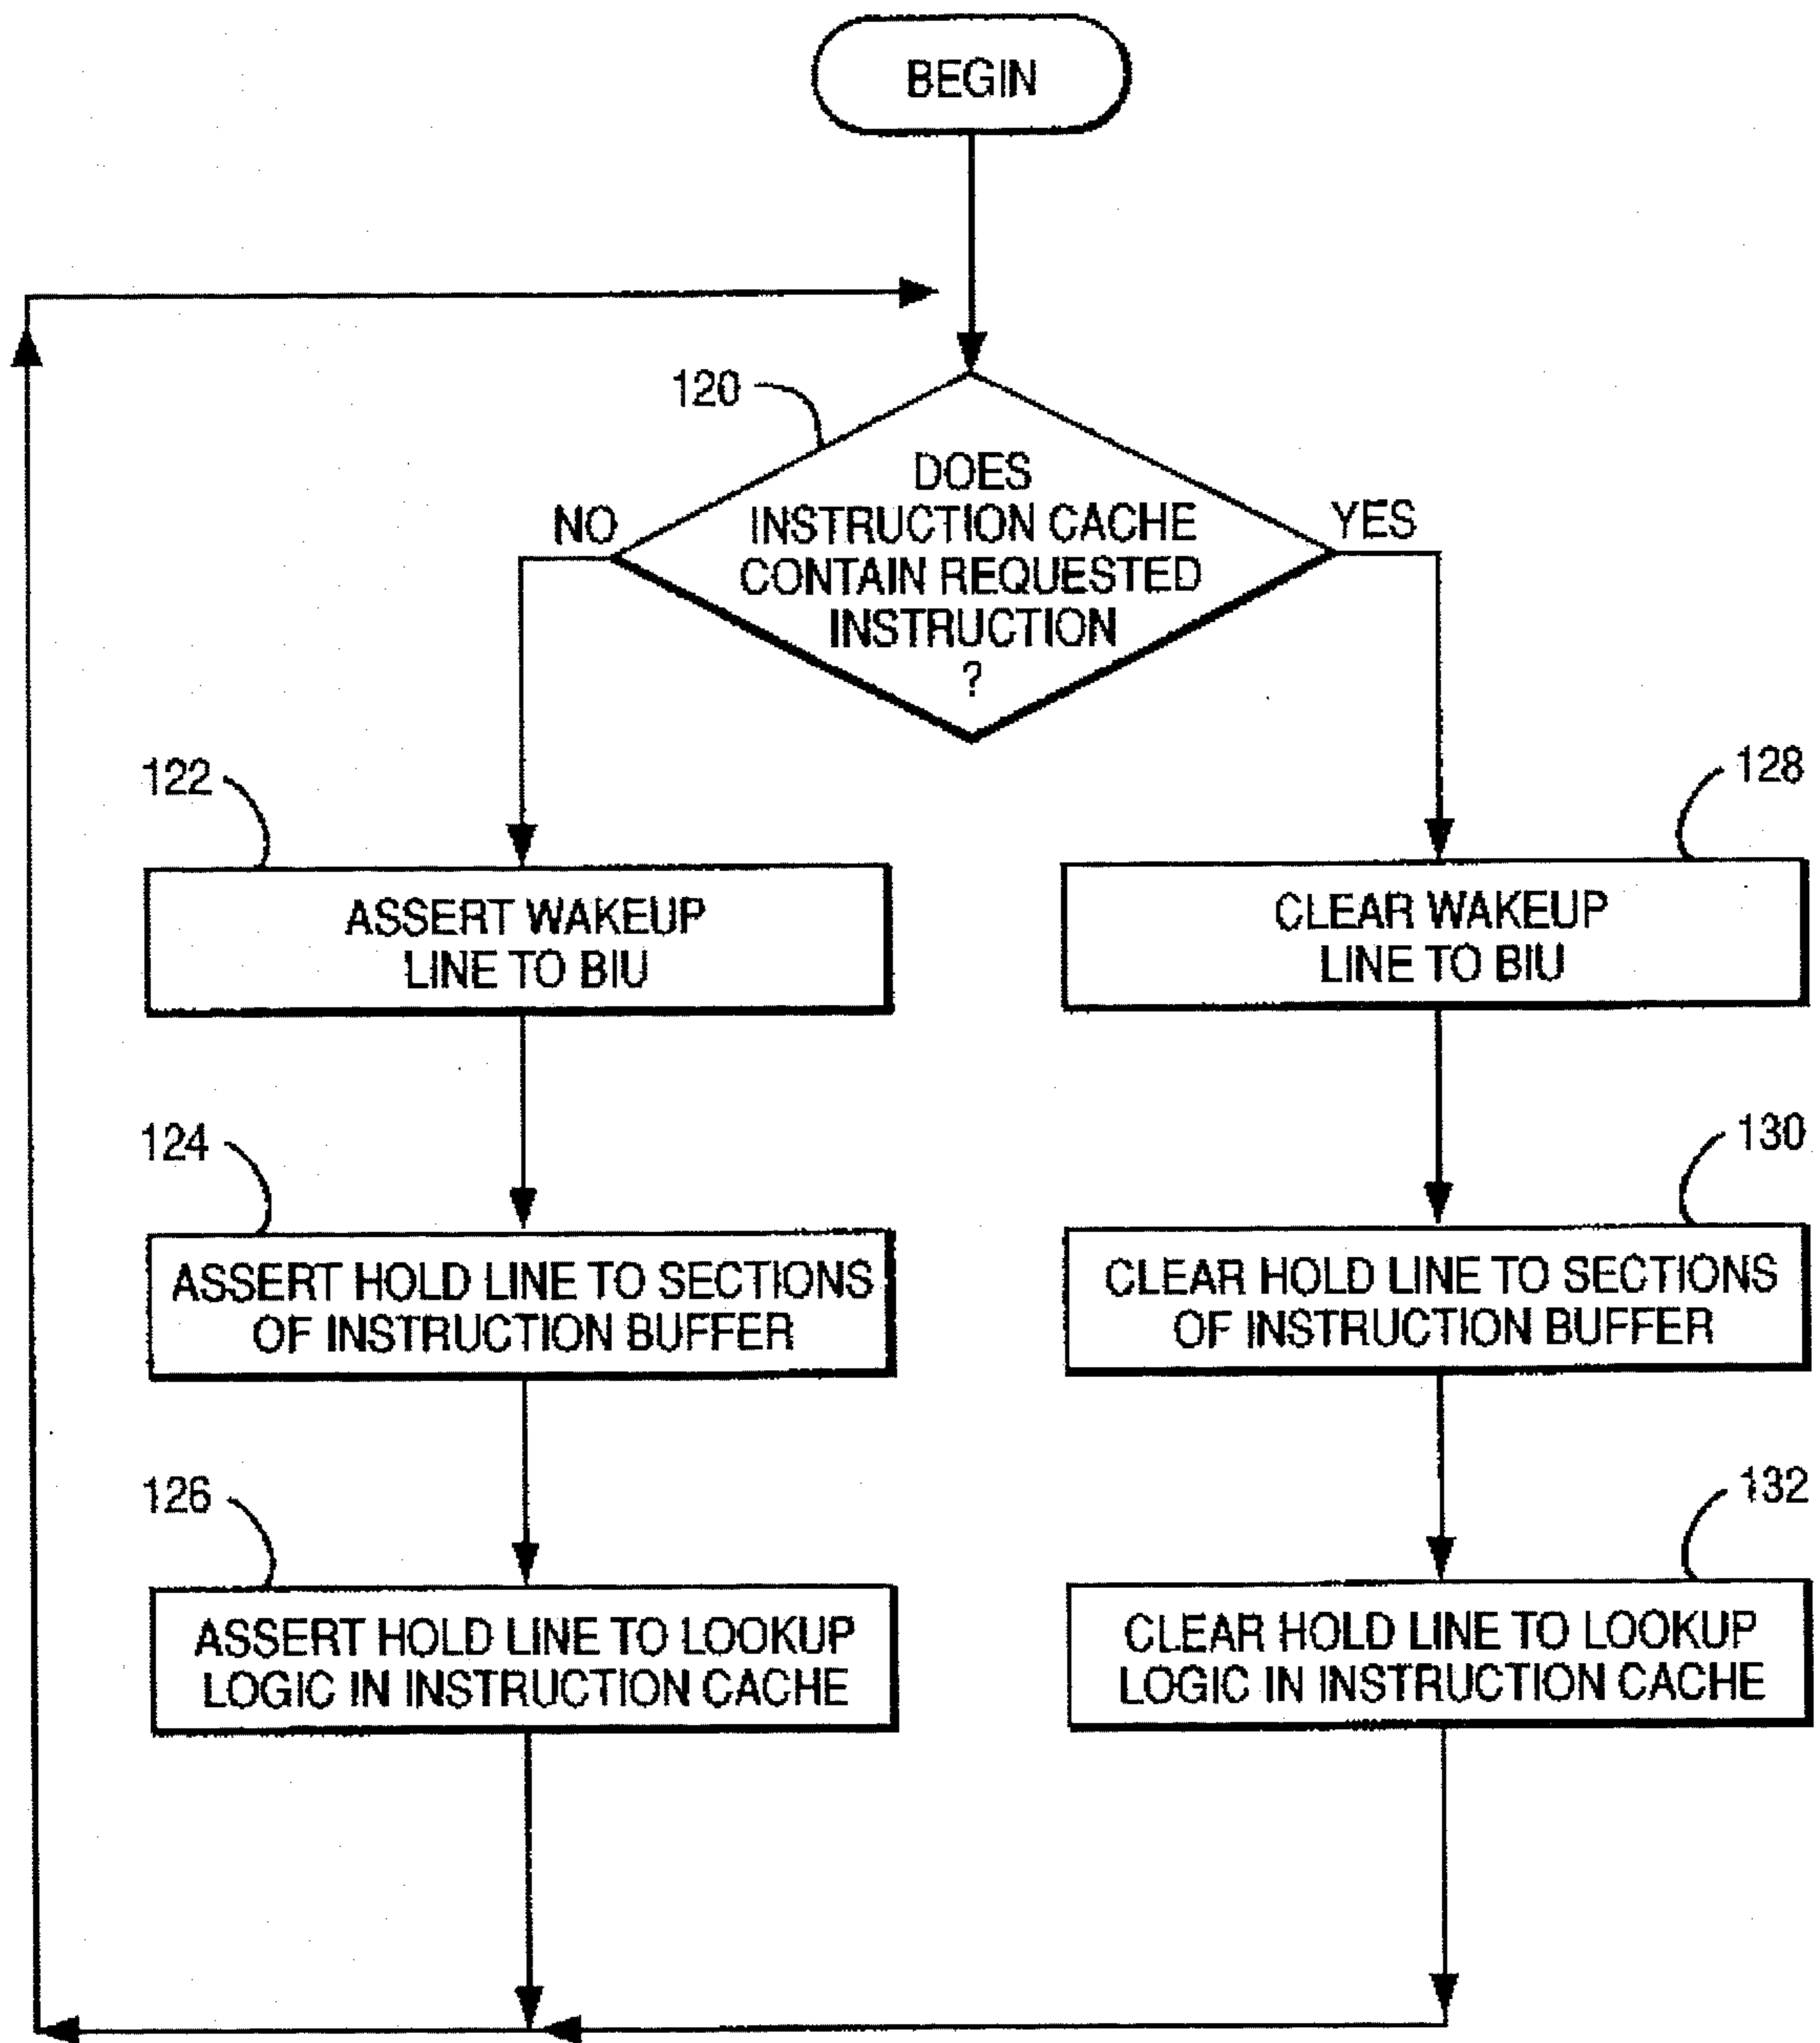 BEGIN
120
DOES
INSTRUCTION CACHE
CONTAIN REQUESTED
INSTRUCTION
?
NO
YES
122
ASSERT WAKEUP
LINE TO BIU
128
CLEAR WAKEUP
LINE TO BIU
124
ASSERT HOLD LINE TO SECTIONS
OF INSTRUCTION BUFFER
130
CLEAR HOLD LINE TO SECTIONS
OF INSTRUCTION BUFFER
126
ASSERT HOLD LINE TO LOOKUP
LOGIC IN INSTRUCTION CACHE
132
CLEAR HOLD LINE TO LOOKUP
LOGIC IN INSTRUCTION CACHE